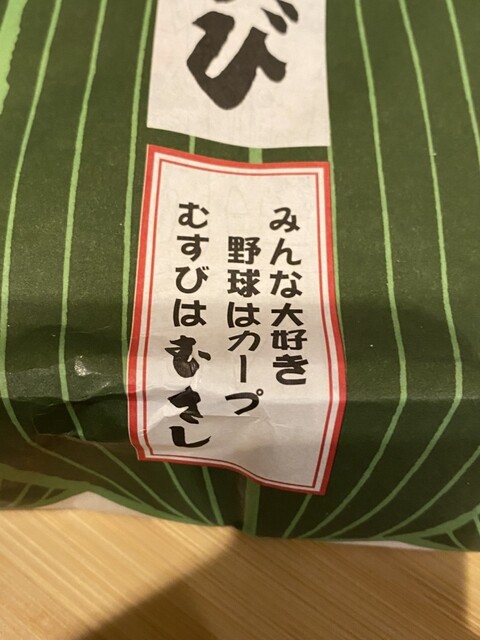 び
みんな大好き
野球はカープ
むすびはむさし